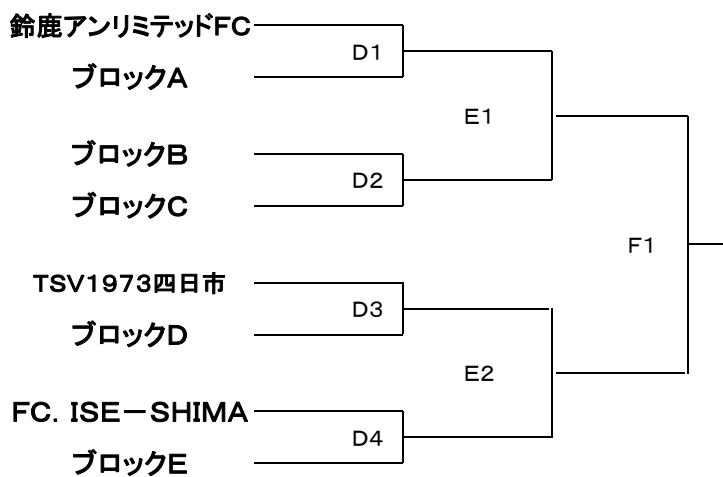 鈴鹿アンリミテッドＦＣ
Ｄ１
ブロックＡ
Ｅ１
ブロックＢ
Ｄ２
ブロックＣ
Ｆ１
ＴＳＶ１９７３四日市
Ｄ３
ブロックＤ
Ｅ２
ＦＣ．ＩＳＥ－ＳＨＩＭＡ
Ｄ４
ブロックＥ